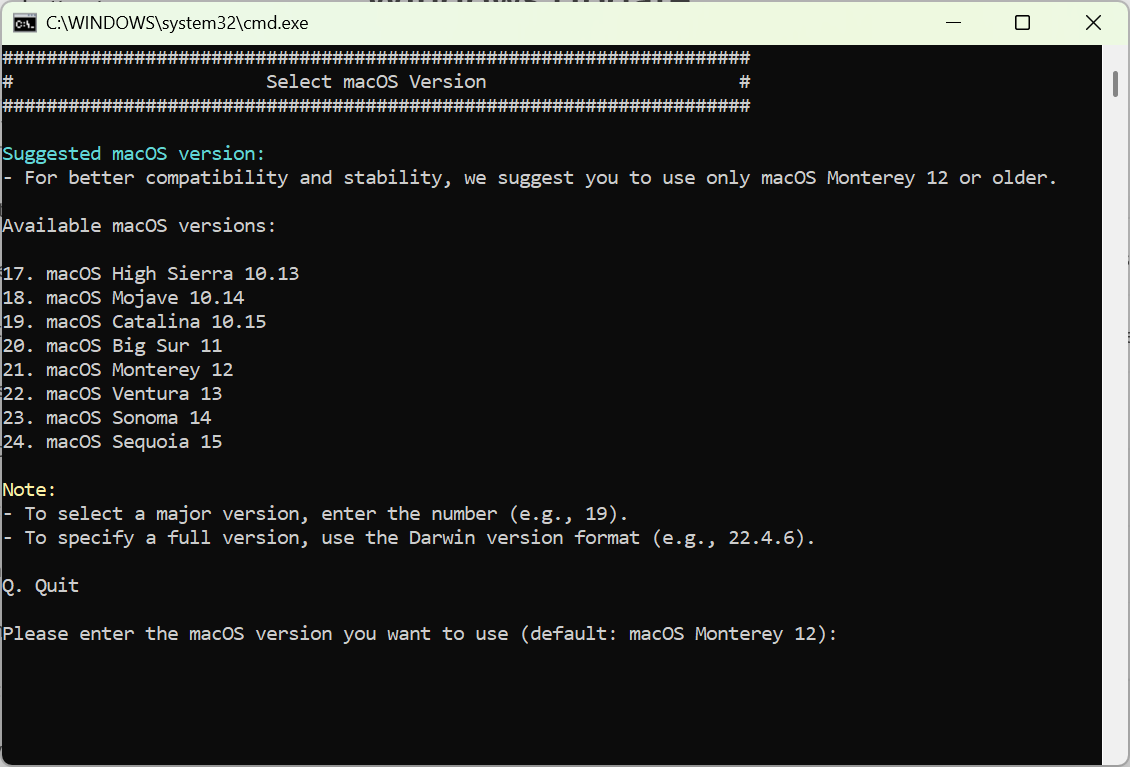 C:\WINDOWS\system32\cmd.exe
####################################################################
# Select macOS Version #
####################################################################
Suggested macOS version:
- For better compatibility and stability, we suggest you to use only macOS Monterey 12 or older.
Available macOS versions:
17. macOS High Sierra 10.13
18. macOS Mojave 10.14
19. macOS Catalina 10.15
20. macOS Big Sur 11
21. macOS Monterey 12
22. macOS Ventura 13
23. macOS Sonoma 14
24. macOS Sequoia 15
Note:
- To select a major version, enter the number (e.g., 19).
- To specify a full version, use the Darwin version format (e.g., 22.4.6).
Q. Quit
Please enter the macOS version you want to use (default: macOS Monterey 12):